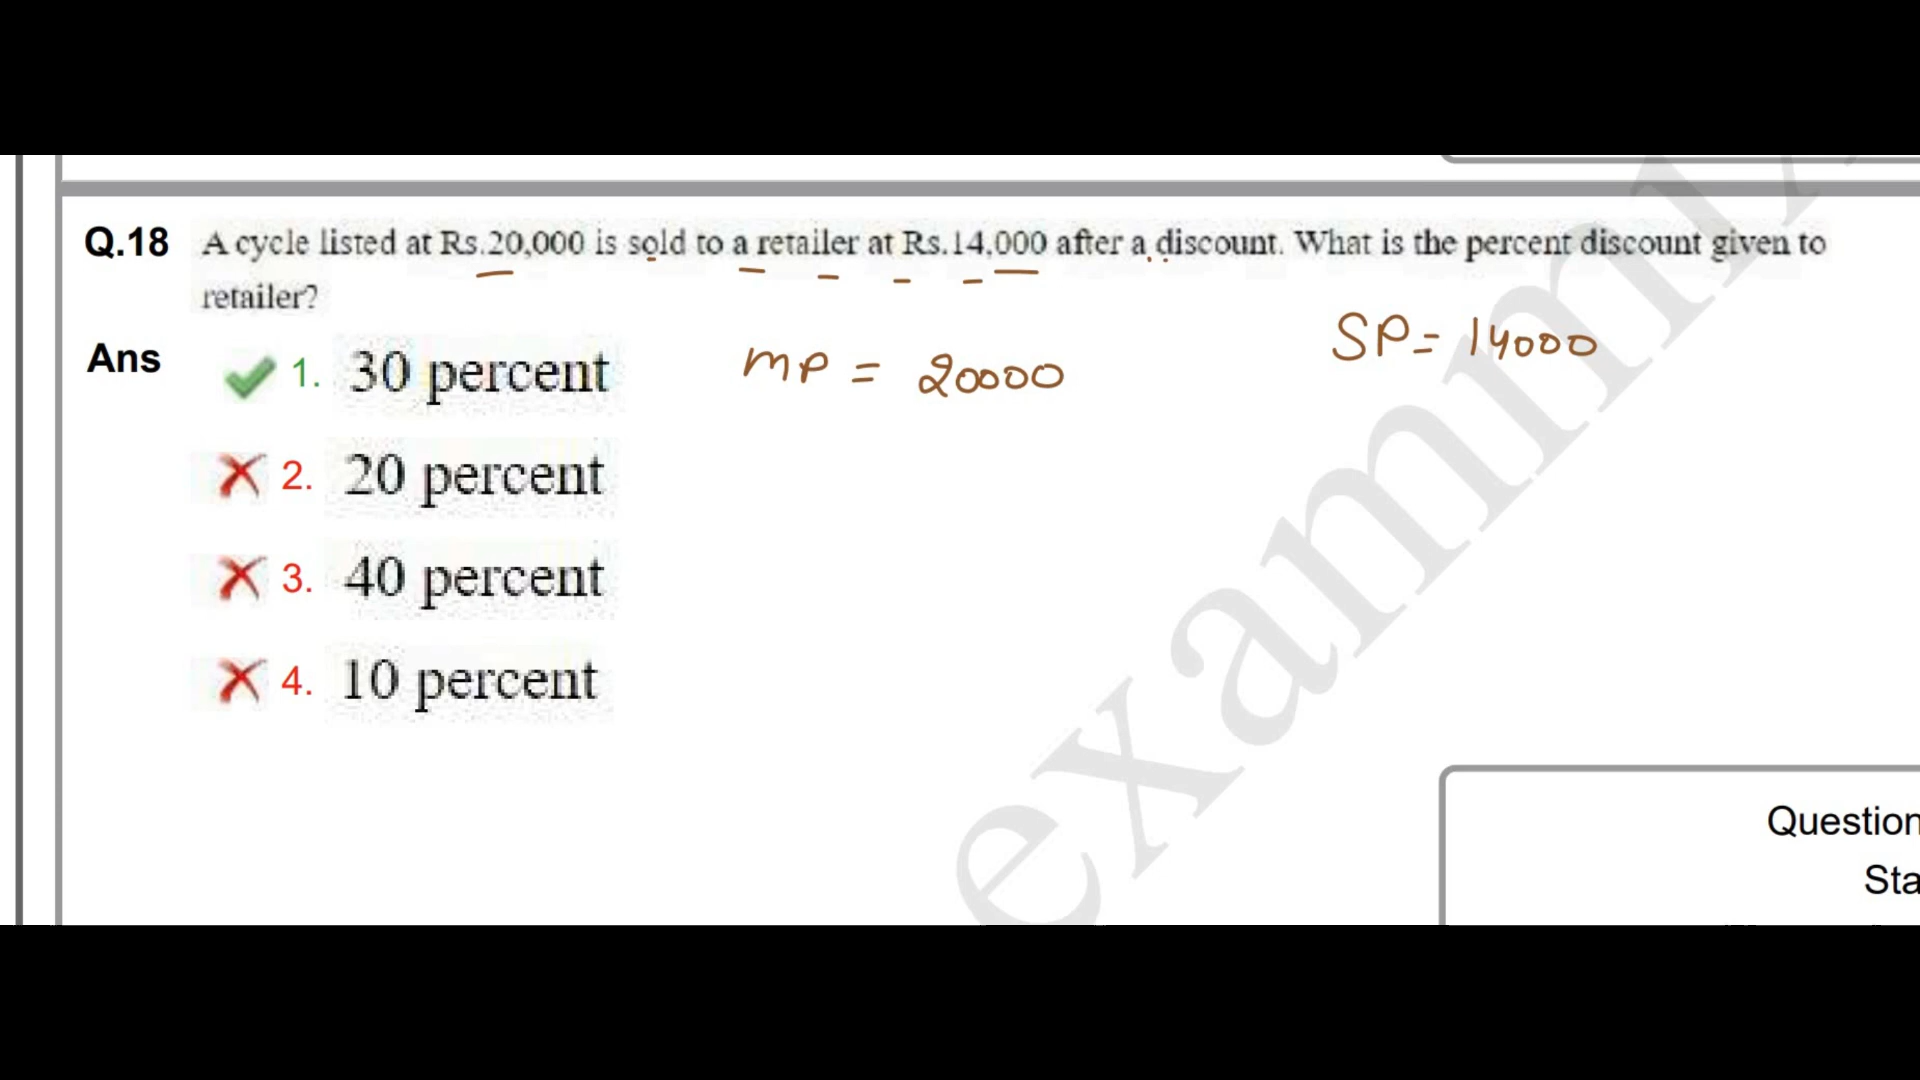 Q.18 A cycle listed at Rs.20,000 is sold to a retailer at Rs.14,000 after a discount. What is the percent discount given to
retailer?
Ans 1. 30 percent
MP = 20000
SP = 14000
2. 20 percent
3. 40 percent
4. 10 percent
Question
Sta